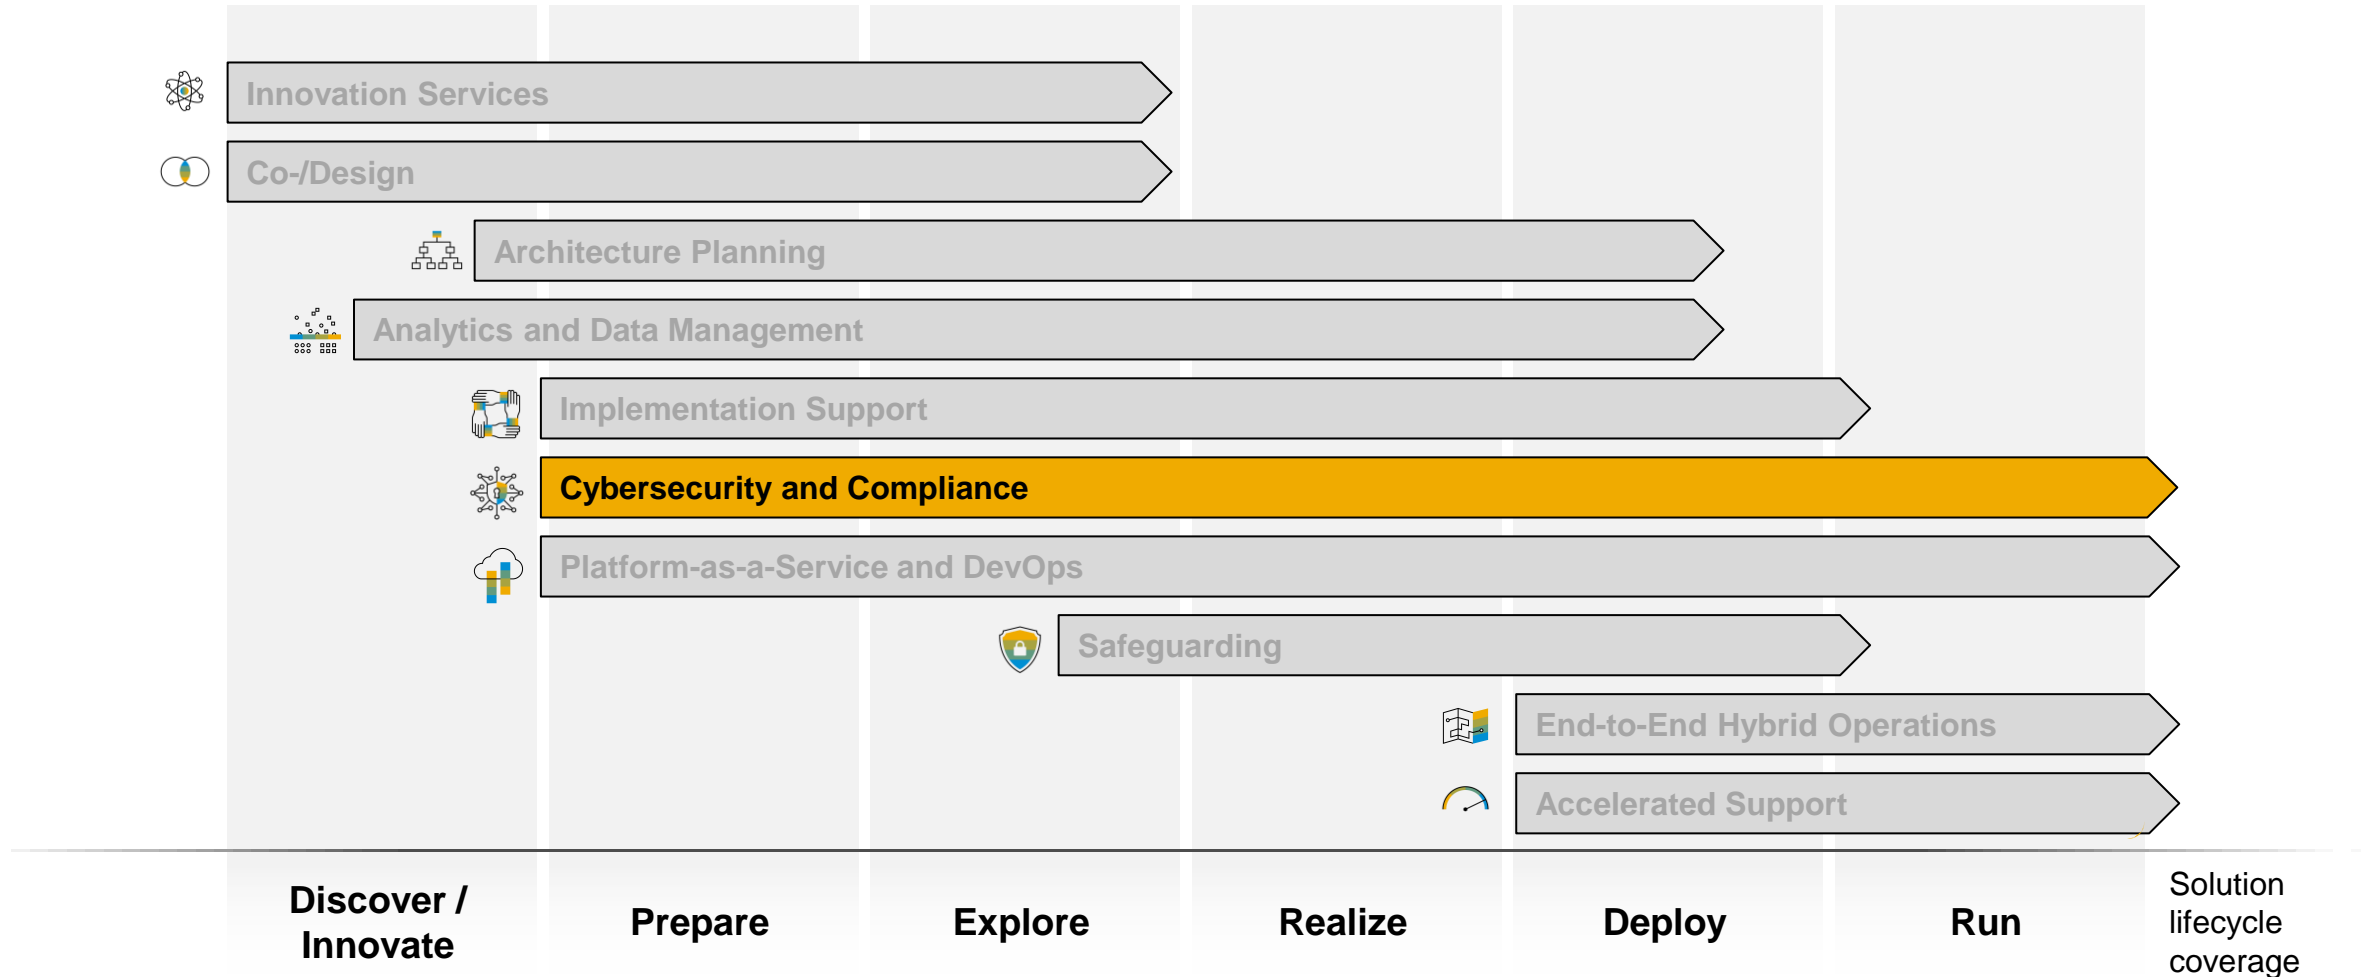 Innovation Services
Co-/Design
Architecture Planning
Analytics and Data Management
Implementation Support
Cybersecurity and Compliance
Platform-as-a-Service and DevOps
Safeguarding
End-to-End Hybrid Operations
Accelerated Support
Discover /
Innovate
Prepare
Explore
Realize
Deploy
Run
Solution
lifecycle
coverage